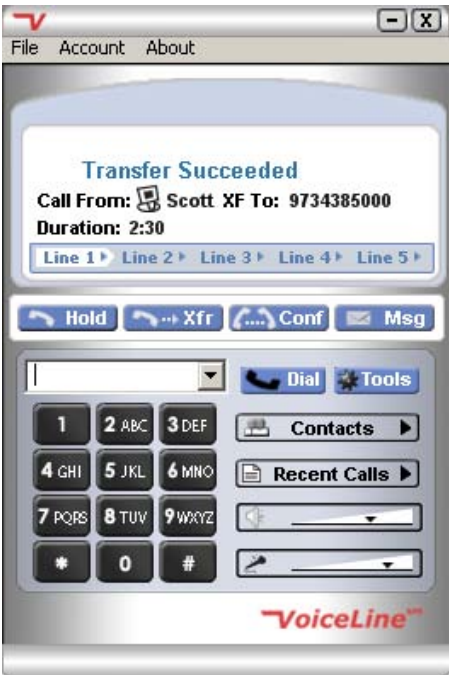 X
File Account About
Transfer Succeeded
Call From: Scott XF To: 9734385000
Duration: 2:30
Line 1 Line 2 Line 3 Line 4 Line 5
Hold Xfr Conf Msg
Dial Tools
1 2 ABC 3 DEF Contacts
4 GHI 5 JKL 6 MNO Recent Calls
7 PQRS 8 TUV 9 WXYZ
* 0 #
VoiceLine